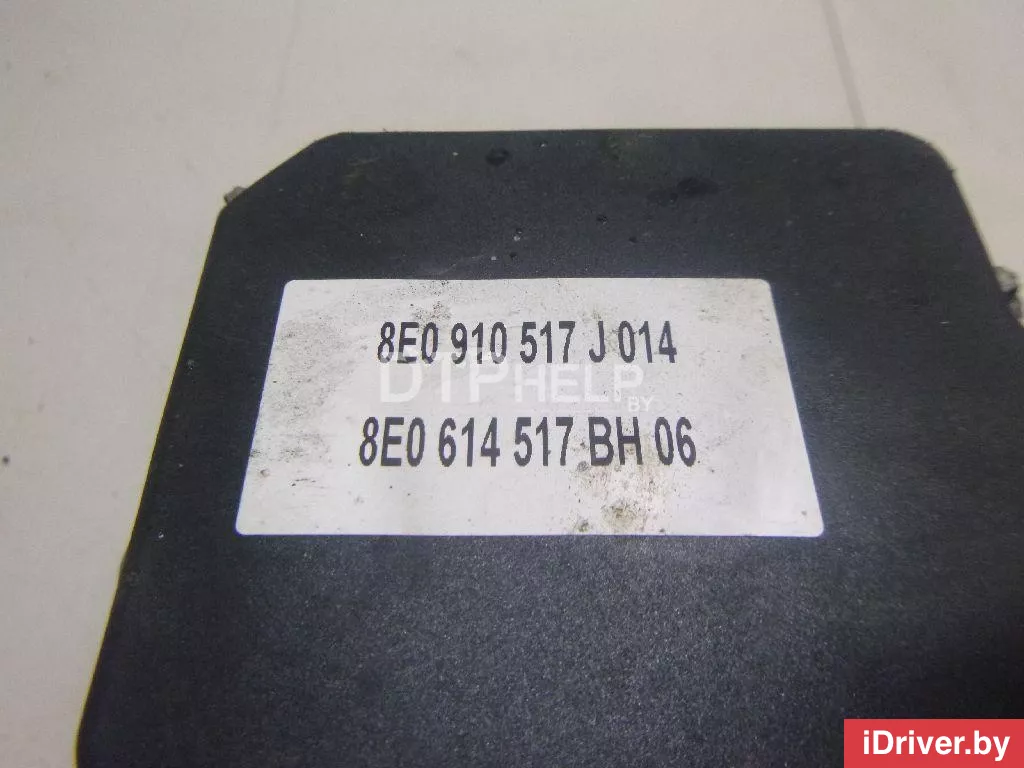 8E0 910 517 J 014
DTPHELP
BY
8E0 614 517 BH 06
iDriver.by